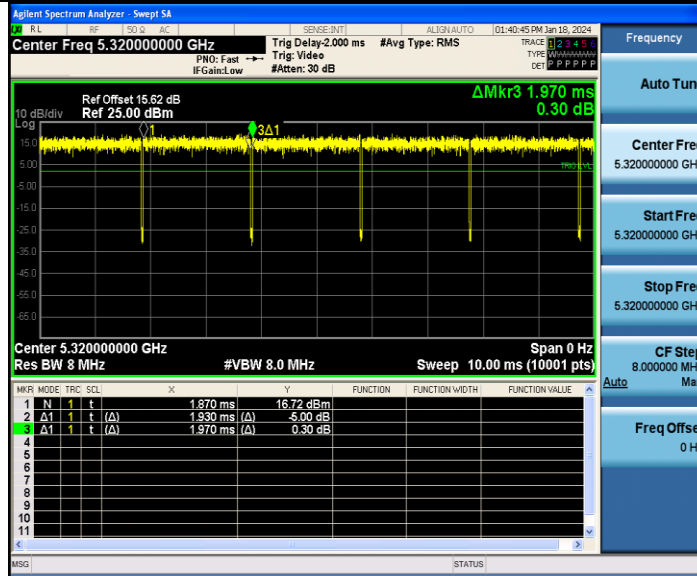 Agilent Spectrum Analyzer - Swept SA
RL RF 50 Ω AC SENSE:INT ALIGNAUTO 01:40:45 PM Jan 18, 2024
Center Freq 5.320000000 GHz
PNO: Fast
IFGain:Low
Trig Delay-2.000 ms
Trig: Video
#Atten: 30 dB
#Avg Type: RMS
TRACE 1 2 3 4 5 6
TYPE
DET P P P P P P
ΔMkr3 1.970 ms
0.30 dB
Ref Offset 15.62 dB
10 dB/div Ref 25.00 dBm
Log
1 3Δ1
15.0
5.00
TRIG LVL
-5.00
-15.0
-25.0
-35.0
-45.0
-55.0
-65.0
Center 5.320000000 GHz Span 0 Hz
Res BW 8 MHz #VBW 8.0 MHz Sweep 10.00 ms (10001 pts)
MKR MODE TRC SCL X Y FUNCTION FUNCTION WIDTH FUNCTION VALUE
1 N 1 t 1.870 ms 16.72 dBm
2 Δ1 1 t (Δ) 1.930 ms (Δ) -5.00 dB
3 Δ1 1 t (Δ) 1.970 ms (Δ) 0.30 dB
4
5
6
7
8
9
10
11
MSG STATUS
Frequency
Auto Tun
Center Fre
5.320000000 GH
Start Fre
5.320000000 GH
Stop Fre
5.320000000 GH
CF Step
8.000000 MH
Auto Ma
Freq Offse
0 H